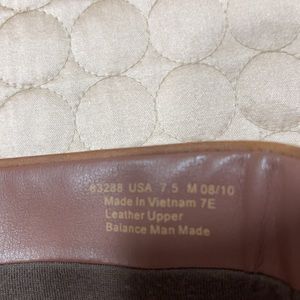 63288 USA 7.5 M 08/10
Made In Vietnam 7E
Leather Upper
Balance Man Made